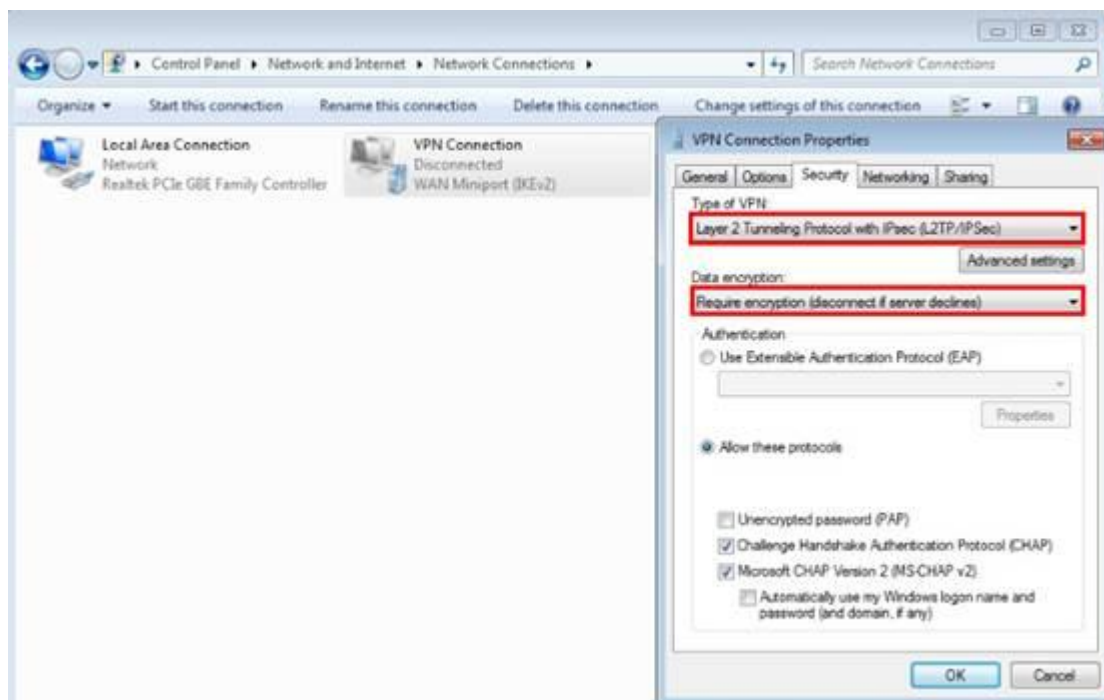 Control Panel ▸ Network and Internet ▸ Network Connections ▸
Search Network Connections
Organize Start this connection Rename this connection Delete this connection Change settings of this connection
Local Area Connection
Network
Realtek PCIe GBE Family Controller
VPN Connection
Disconnected
WAN Miniport (IKEv2)
VPN Connection Properties
General Options Security Networking Sharing
Type of VPN:
Layer 2 Tunneling Protocol with IPsec (L2TP/IPSec)
Advanced settings
Data encryption:
Require encryption (disconnect if server declines)
Authentication
Use Extensible Authentication Protocol (EAP)
Properties
Allow these protocols
Unencrypted password (PAP)
Challenge Handshake Authentication Protocol (CHAP)
Microsoft CHAP Version 2 (MS-CHAP v2)
Automatically use my Windows logon name and
password (and domain, if any)
OK Cancel